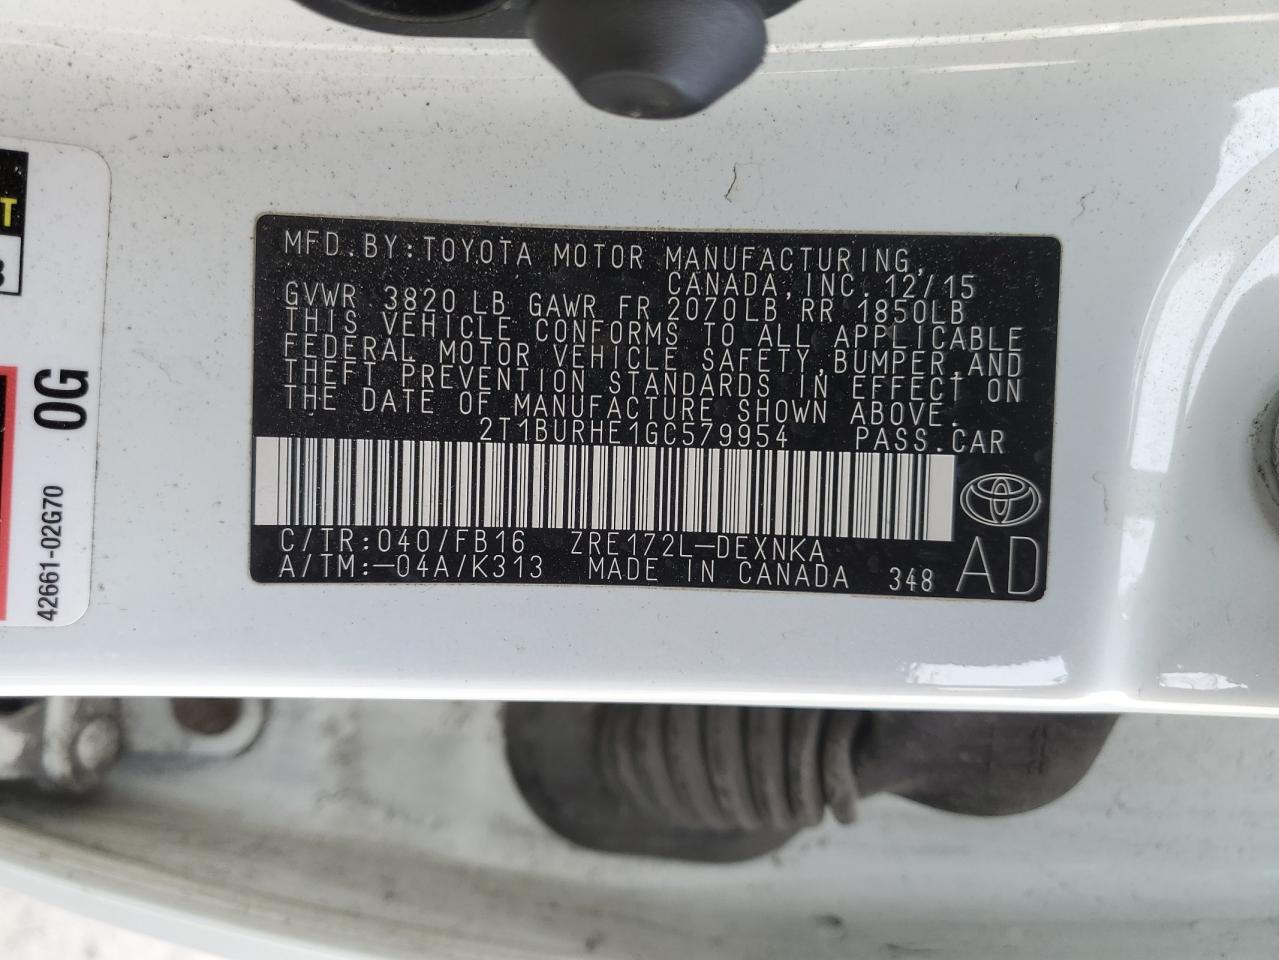 MFD.BY:TOYOTA MOTOR MANUFACTURING,
CANADA,INC. 12/15
GVWR 3820 LB GAWR FR 2070LB RR 1850LB
THIS VEHICLE CONFORMS TO ALL APPLICABLE
FEDERAL MOTOR VEHICLE SAFETY,BUMPER,AND
THEFT PREVENTION STANDARDS IN EFFECT ON
THE DATE OF MANUFACTURE SHOWN ABOVE.
2T1BURHE1GC579954 PASS.CAR
C/TR:040/FB16 ZRE172L-DEXNKA
A/TM:-04A/K313 MADE IN CANADA 348 AD
0G
42661-02G70